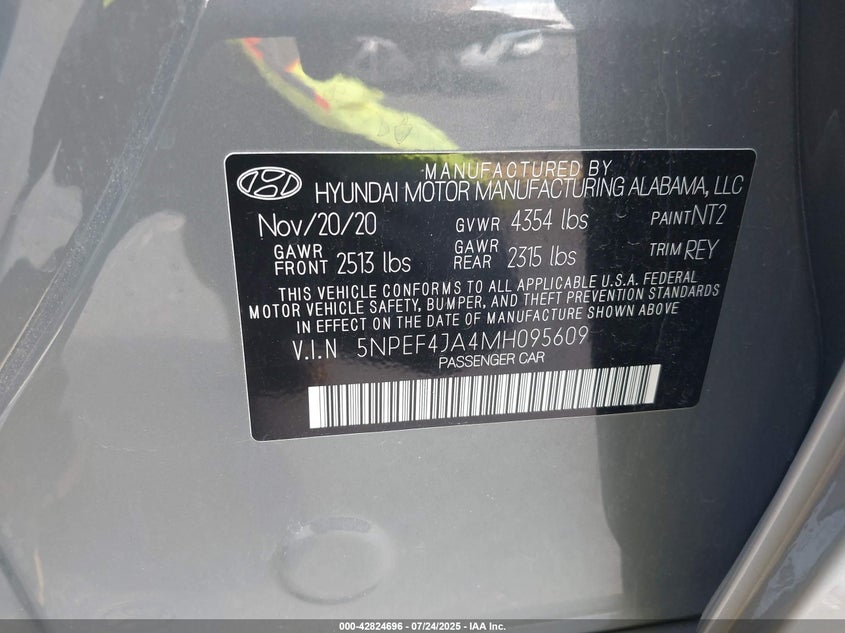 MANUFACTURED BY
HYUNDAI MOTOR MANUFACTURING ALABAMA, LLC
Nov/20/20 GVWR 4354 lbs PAINT NT2
GAWR FRONT 2513 lbs GAWR REAR 2315 lbs TRIM REY
THIS VEHICLE CONFORMS TO ALL APPLICABLE U.S.A. FEDERAL
MOTOR VEHICLE SAFETY, BUMPER, AND THEFT PREVENTION STANDARDS
IN EFFECT ON THE DATE OF MANUFACTURE SHOWN ABOVE
V.I.N 5NPEF4JA4MH095609
PASSENGER CAR
000-42824696 - 07/24/2025 - IAA Inc.